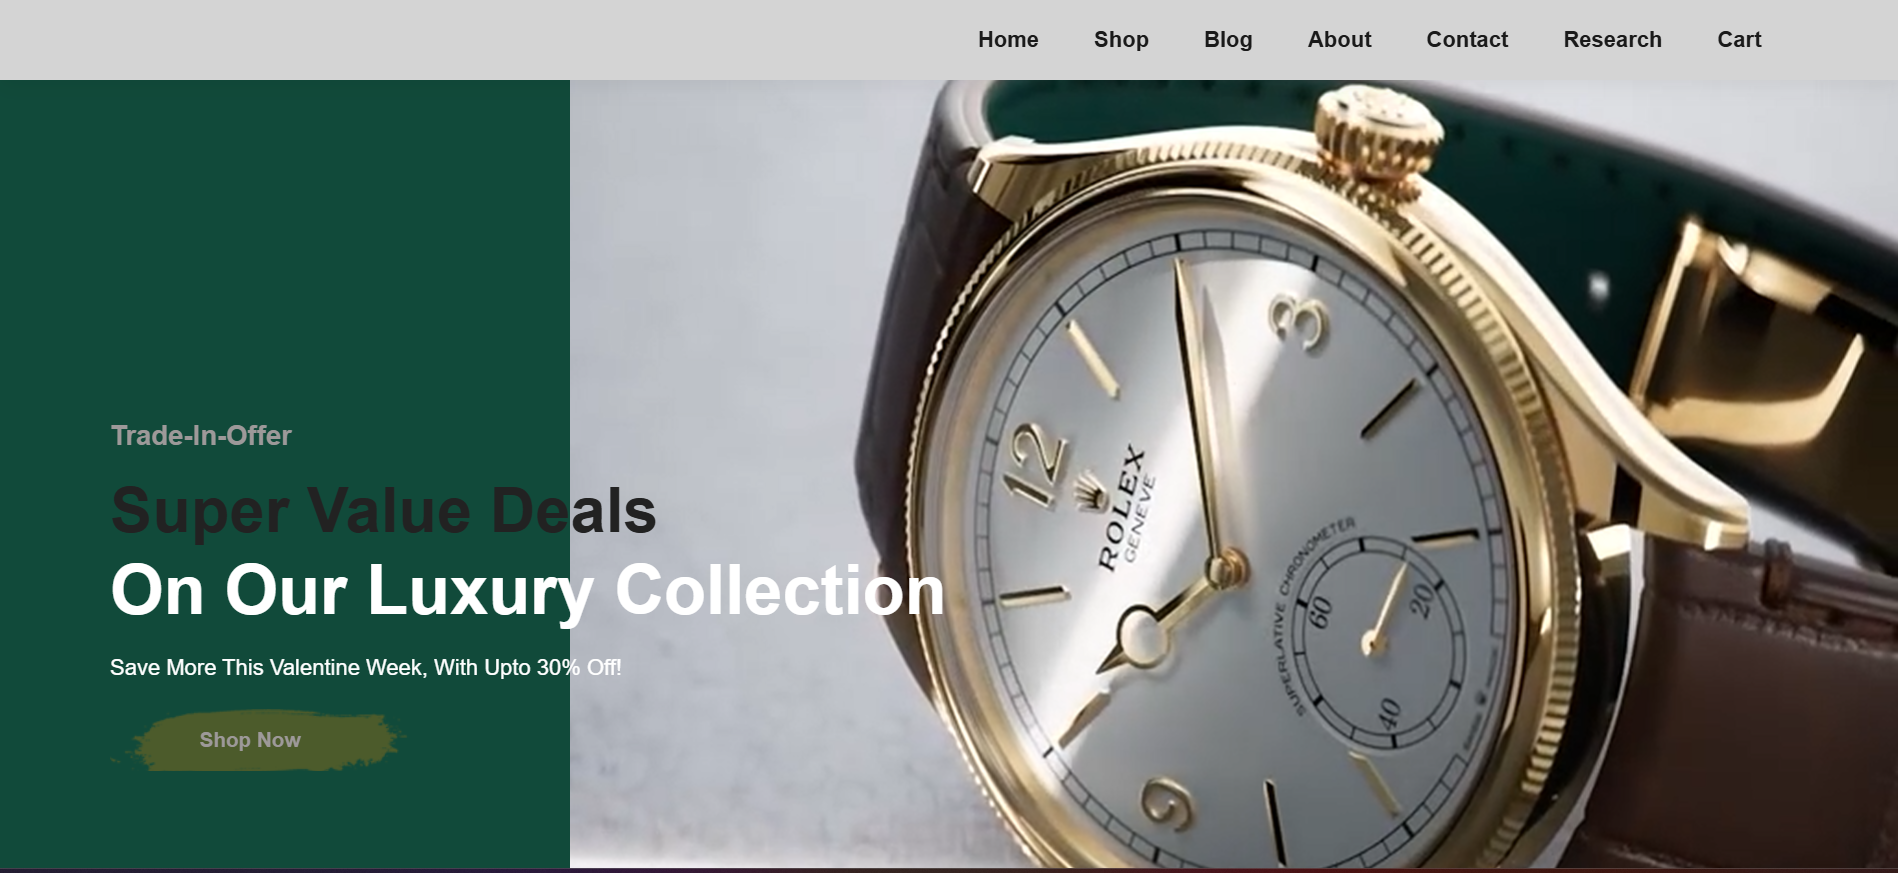 Home Shop Blog About Contact Research Cart
Trade-In-Offer
Super Value Deals
On Our Luxury Collection
Save More This Valentine Week, With Upto 30% Off!
Shop Now
3
12
ROLEX
GENEVE
SUPERLATIVE CHRONOMETER
60
20
40
9